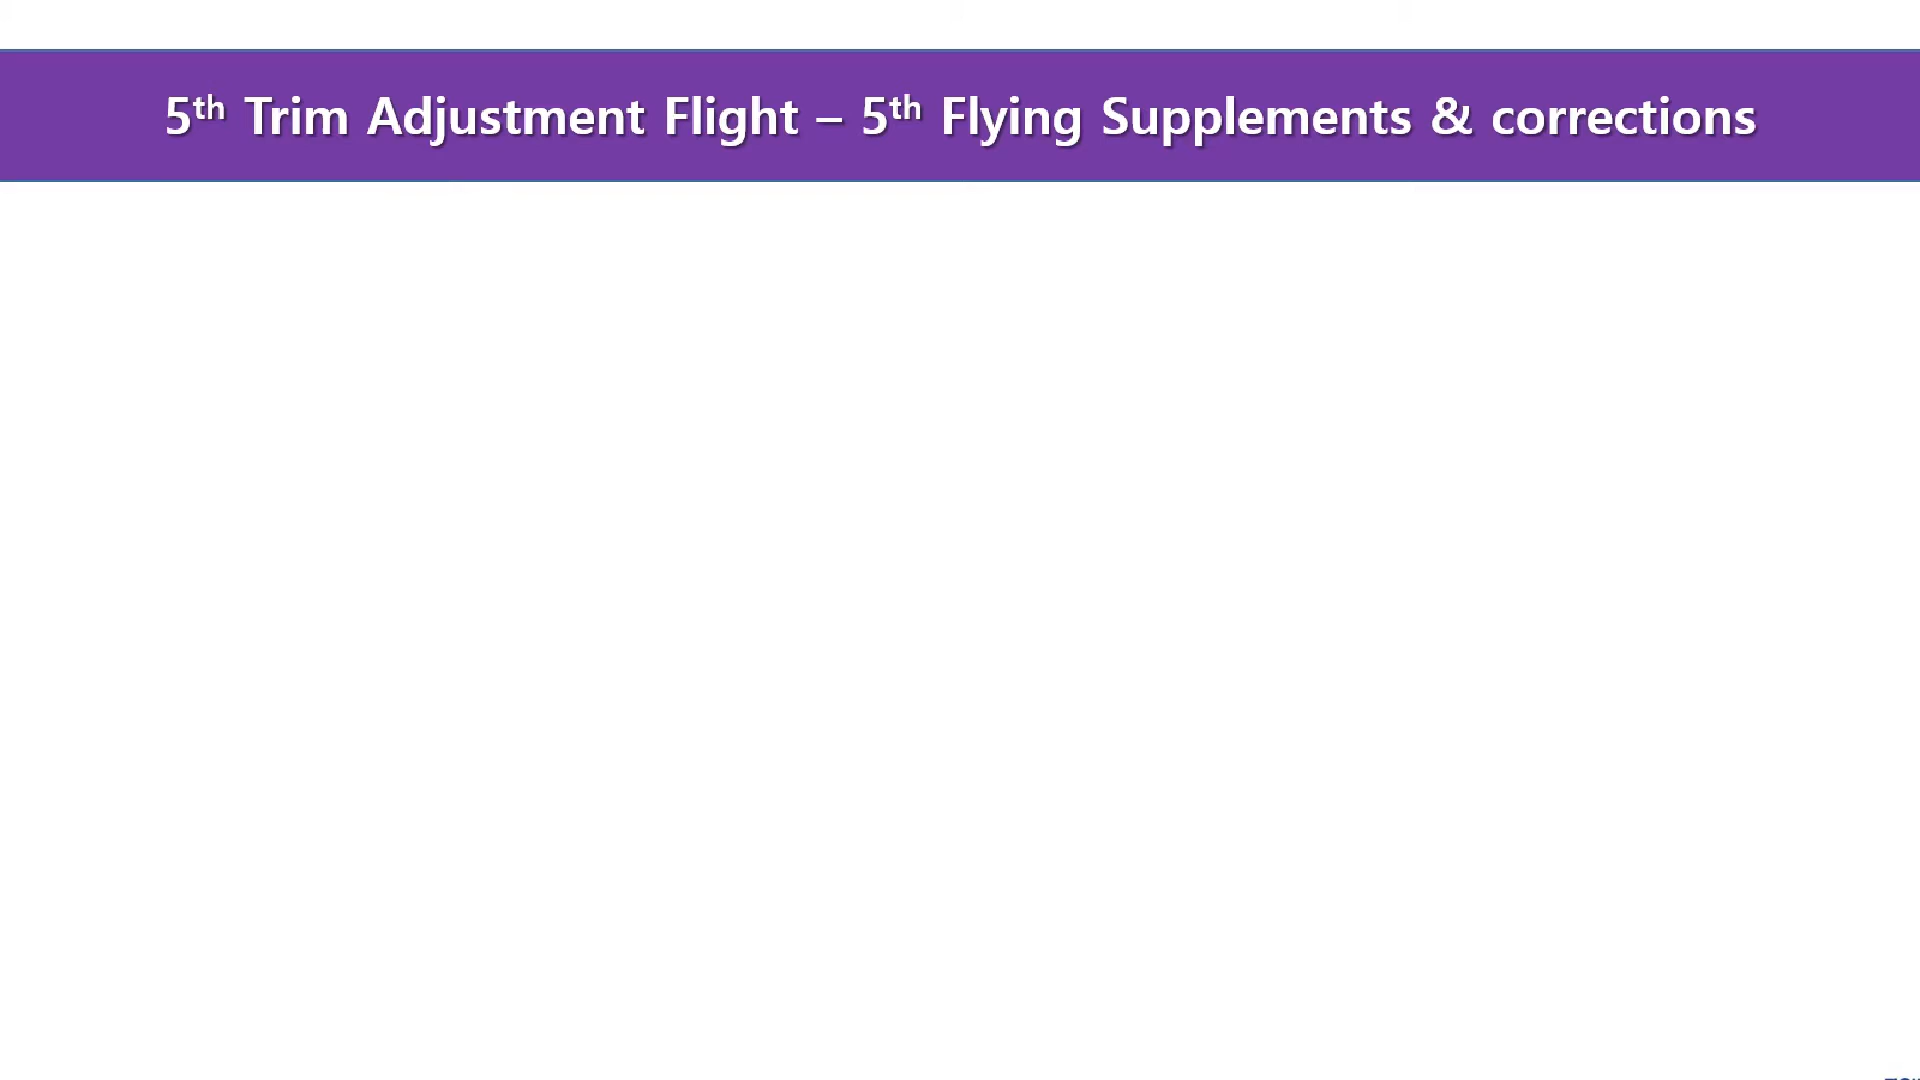 5th Trim Adjustment Flight – 5th Flying Supplements & corrections